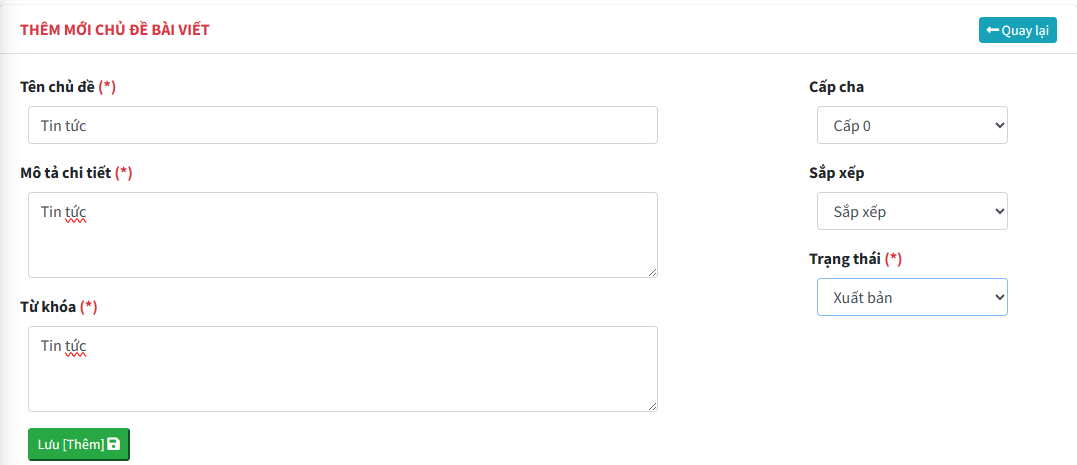 THÊM MỚI CHỦ ĐỀ BÀI VIẾT
Quay lại
Tên chủ đề (*)
Tin tức
Mô tả chi tiết (*)
Tin tức
Từ khóa (*)
Tin tức
Lưu [Thêm]
Cấp cha
Cấp 0
Sắp xếp
Sắp xếp
Trạng thái (*)
Xuất bản